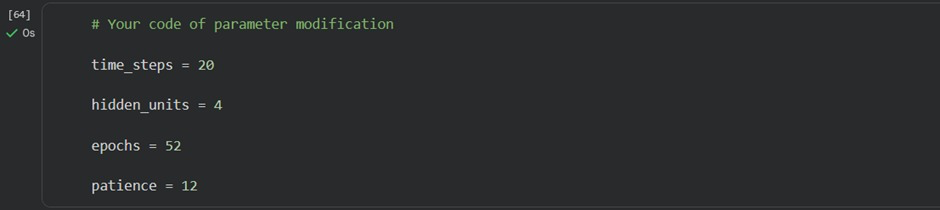 [64]
0s
# Your code of parameter modification
time_steps = 20
hidden_units = 4
epochs = 52
patience = 12